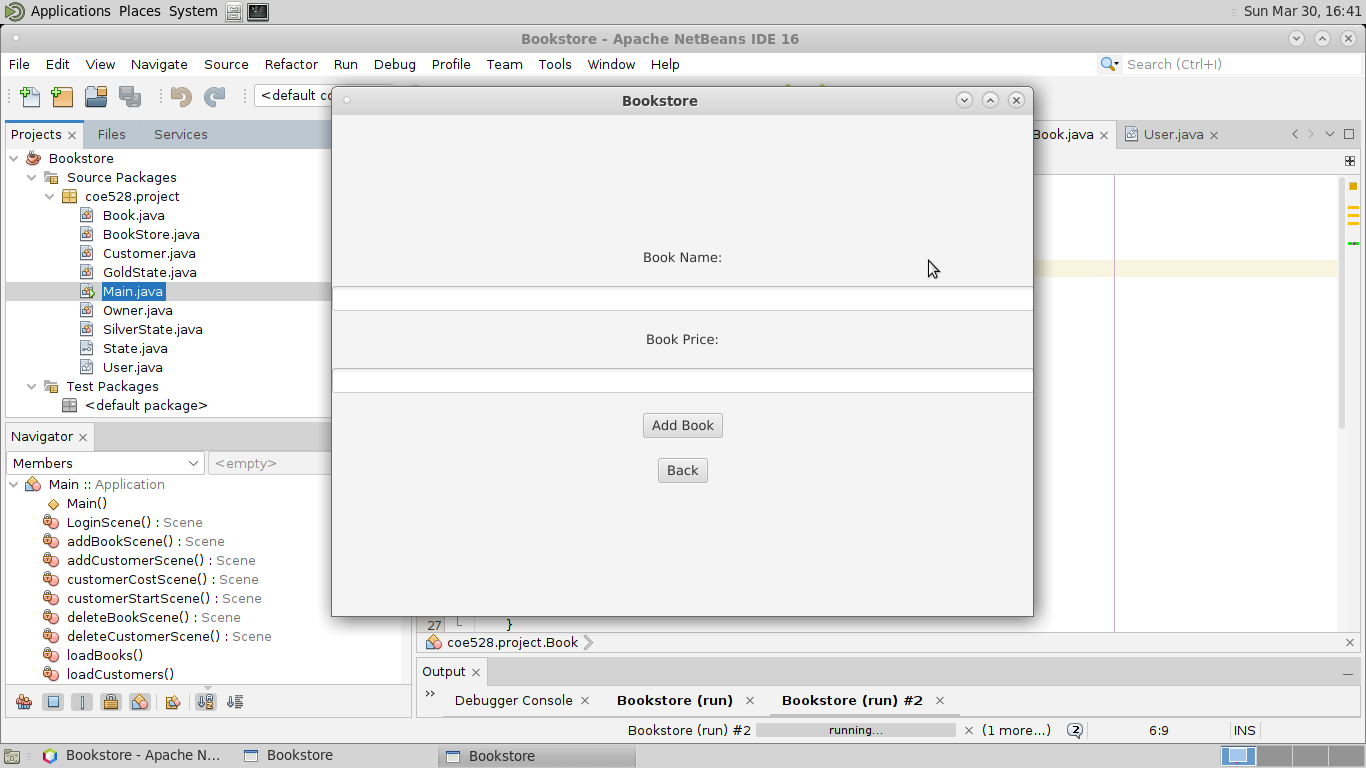 Applications Places System Sun Mar 30, 16:41
Bookstore - Apache NetBeans IDE 16
File Edit View Navigate Source Refactor Run Debug Profile Team Tools Window Help Search (Ctrl+I)
<default co
Bookstore
Projects Files Services Book.java User.java
Bookstore
Source Packages
coe528.project
Book.java
BookStore.java
Customer.java
GoldState.java
Main.java
Owner.java
SilverState.java
State.java
User.java
Test Packages
<default package>
Book Name:
Book Price:
Add Book
Back
Navigator
Members <empty>
Main :: Application
Main()
LoginScene() : Scene
addBookScene() : Scene
addCustomerScene() : Scene
customerCostScene() : Scene
customerStartScene() : Scene
deleteBookScene() : Scene
deleteCustomerScene() : Scene
loadBooks()
loadCustomers()
27 }
coe528.project.Book
Output
Debugger Console Bookstore (run) Bookstore (run) #2
Bookstore (run) #2 running... (1 more...) 2 6:9 INS
Bookstore - Apache N... Bookstore Bookstore